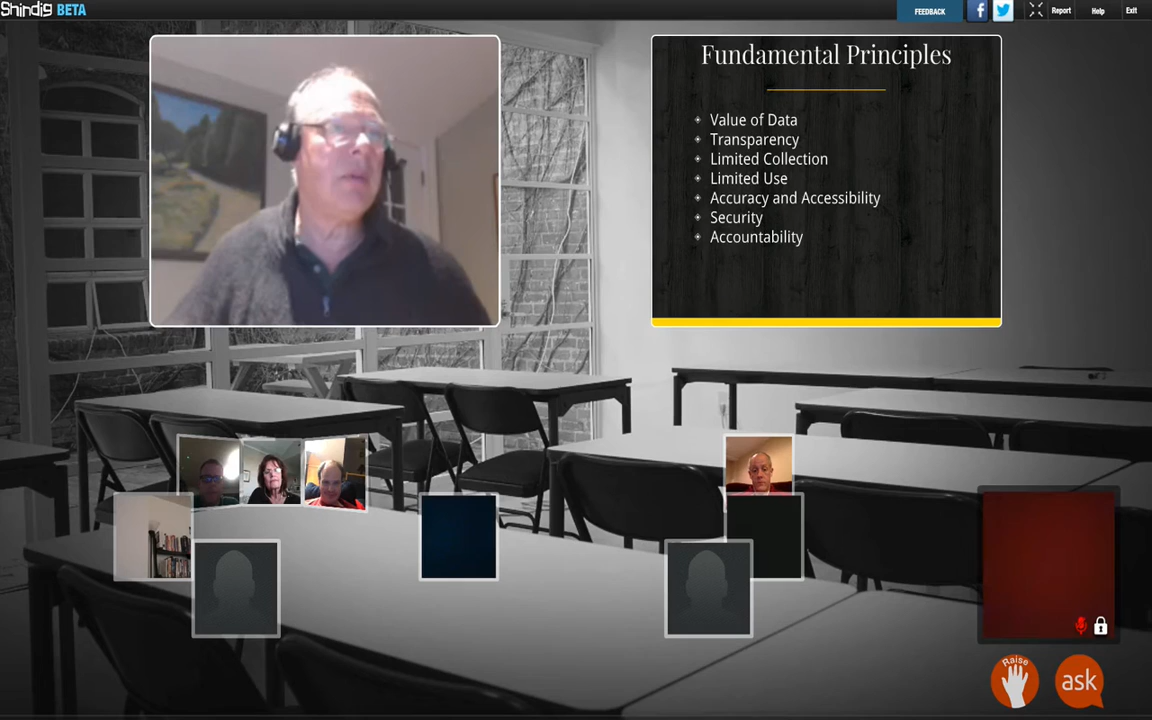 Shindig BETA
FEEDBACK
f
Report
Help
Exit
Fundamental Principles
Value of Data
Transparency
Limited Collection
Limited Use
Accuracy and Accessibility
Security
Accountability
Raise
ask